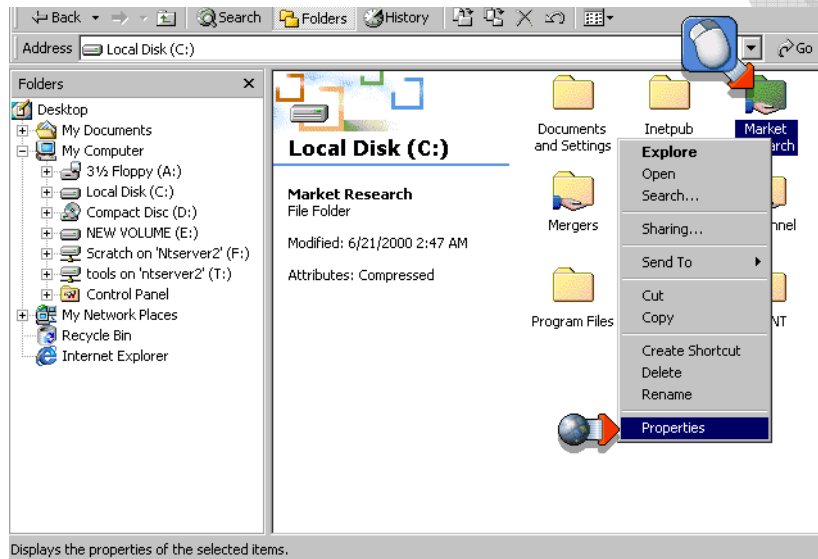 Back Search Folders History
Address Local Disk (C:) Go
Folders x
Desktop
My Documents
My Computer
3½ Floppy (A:)
Local Disk (C:)
Compact Disc (D:)
NEW VOLUME (E:)
Scratch on 'Ntserver2' (F:)
tools on 'ntserver2' (T:)
Control Panel
My Network Places
Recycle Bin
Internet Explorer
Local Disk (C:)
Market Research
File Folder
Modified: 6/21/2000 2:47 AM
Attributes: Compressed
Documents
and Settings
Inetpub
Market
arch
Mergers
nnel
Program Files
NT
Explore
Open
Search...
Sharing...
Send To
Cut
Copy
Create Shortcut
Delete
Rename
Properties
Displays the properties of the selected items.